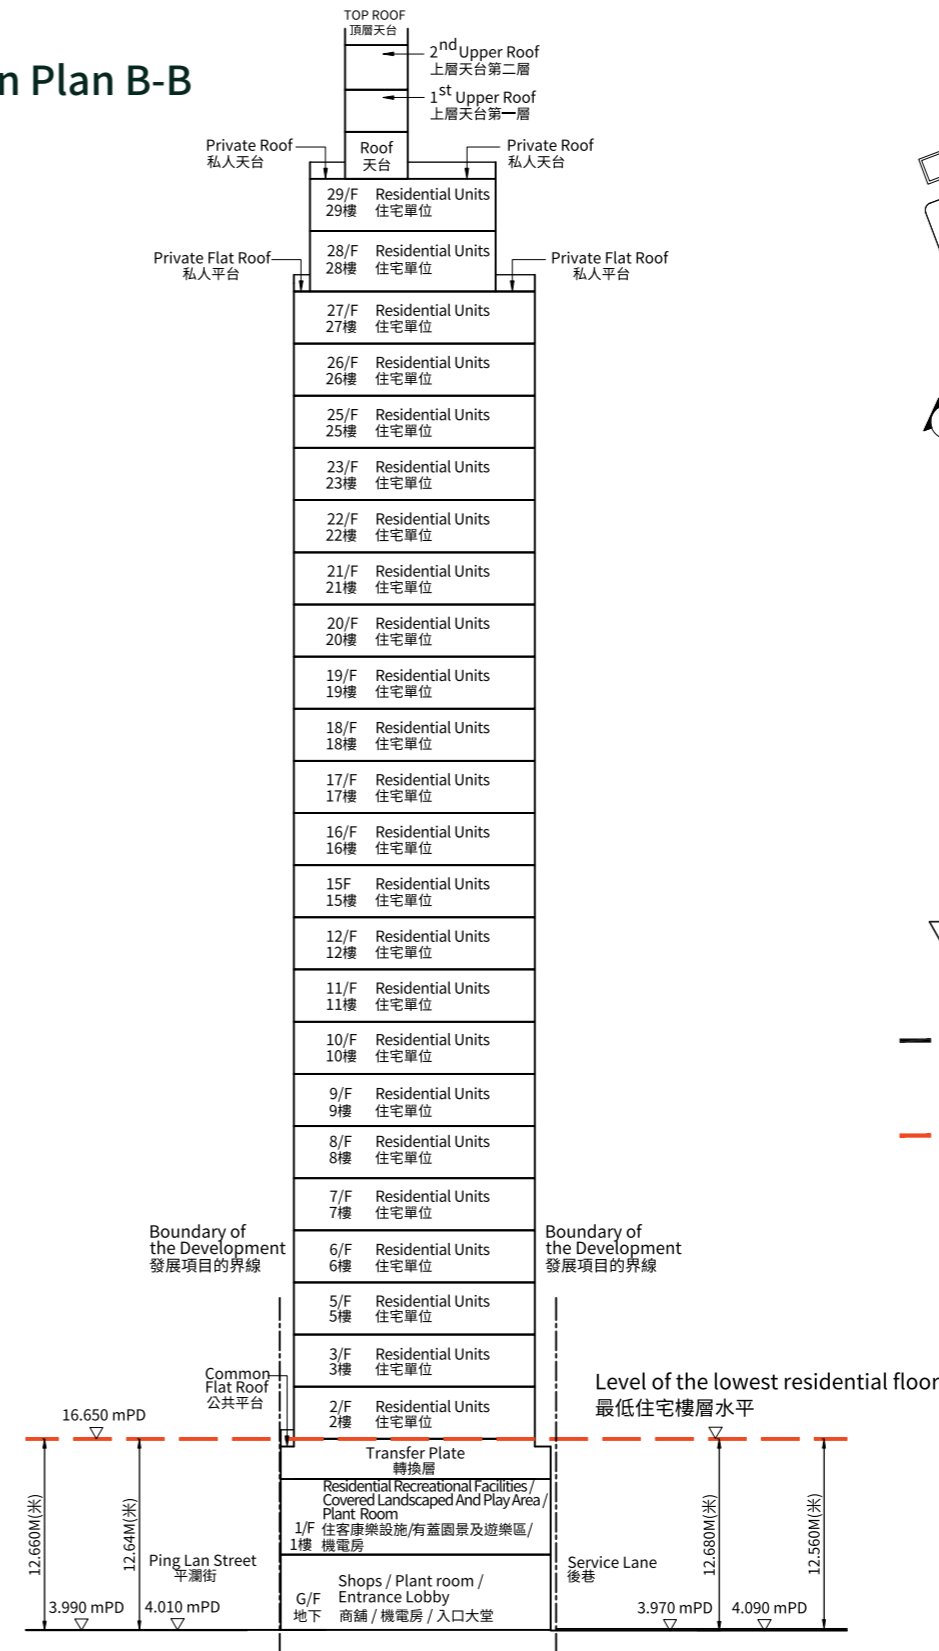 n Plan B-B
TOP ROOF
頂層天台
2nd Upper Roof
上層天台第二層
1st Upper Roof
上層天台第一層
Private Roof
私人天台
Roof
天台
Private Roof
私人天台
29/F Residential Units
29樓 住宅單位
Private Flat Roof
私人平台
28/F Residential Units
28樓 住宅單位
Private Flat Roof
私人平台
27/F Residential Units
27樓 住宅單位
26/F Residential Units
26樓 住宅單位
25/F Residential Units
25樓 住宅單位
23/F Residential Units
23樓 住宅單位
22/F Residential Units
22樓 住宅單位
21/F Residential Units
21樓 住宅單位
20/F Residential Units
20樓 住宅單位
19/F Residential Units
19樓 住宅單位
18/F Residential Units
18樓 住宅單位
17/F Residential Units
17樓 住宅單位
16/F Residential Units
16樓 住宅單位
15F Residential Units
15樓 住宅單位
12/F Residential Units
12樓 住宅單位
11/F Residential Units
11樓 住宅單位
10/F Residential Units
10樓 住宅單位
9/F Residential Units
9樓 住宅單位
8/F Residential Units
8樓 住宅單位
7/F Residential Units
7樓 住宅單位
Boundary of
the Development
發展項目的界線
6/F Residential Units
6樓 住宅單位
Boundary of
the Development
發展項目的界線
5/F Residential Units
5樓 住宅單位
3/F Residential Units
3樓 住宅單位
Common
Flat Roof
公共平台
2/F Residential Units
2樓 住宅單位
Level of the lowest residential floor
最低住宅樓層水平
16.650 mPD
Transfer Plate
轉換層
Residential Recreational Facilities /
Covered Landscaped And Play Area /
Plant Room
1/F 住客康樂設施/有蓋園景及遊樂區/
1樓 機電房
12.660M(米)
12.64M(米)
12.680M(米)
12.560M(米)
Ping Lan Street
平瀾街
Service Lane
後巷
Shops / Plant room /
G/F Entrance Lobby
地下 商舖 / 機電房 / 入口大堂
3.990 mPD
4.010 mPD
3.970 mPD
4.090 mPD